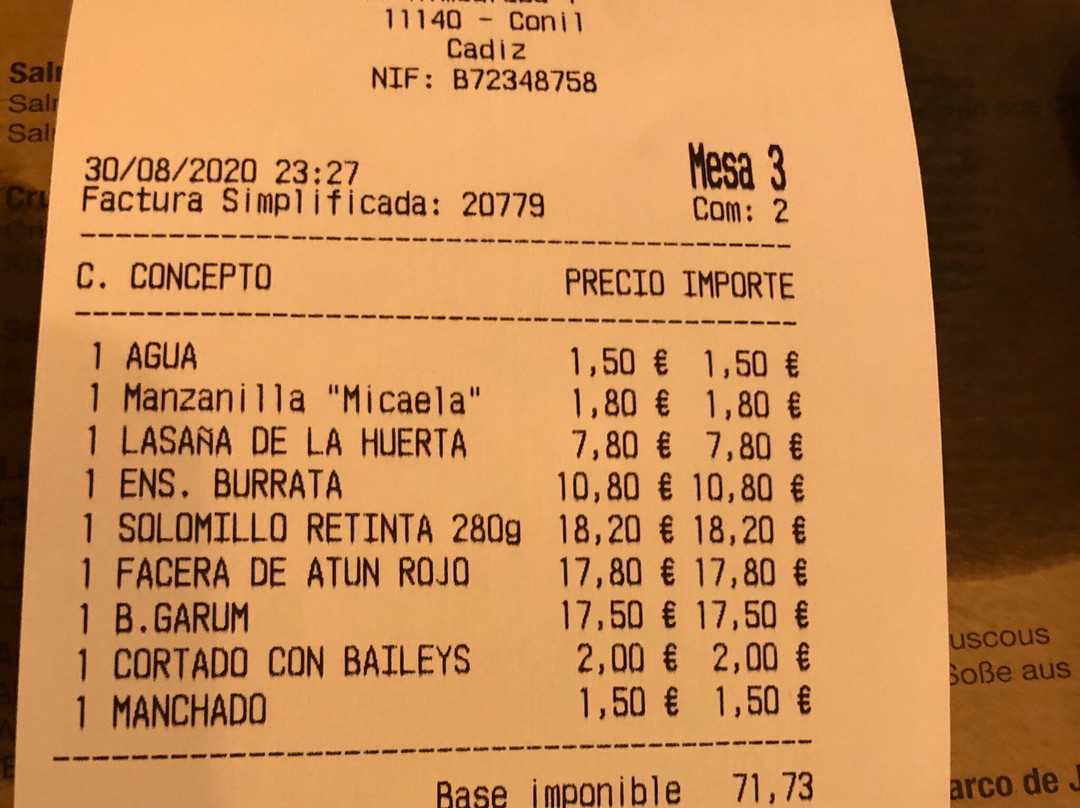 11140 - Conil
Cadiz
NIF: B72348758
30/08/2020 23:27
Mesa 3
Factura Simplificada: 20779
Com: 2
C. CONCEPTO PRECIO IMPORTE
1 AGUA 1,50 € 1,50 €
1 Manzanilla "Micaela" 1,80 € 1,80 €
1 LASAÑA DE LA HUERTA 7,80 € 7,80 €
1 ENS. BURRATA 10,80 € 10,80 €
1 SOLOMILLO RETINTA 280g 18,20 € 18,20 €
1 FACERA DE ATUN ROJO 17,80 € 17,80 €
1 B.GARUM 17,50 € 17,50 €
1 CORTADO CON BAILEYS 2,00 € 2,00 €
1 MANCHADO 1,50 € 1,50 €
Base imponible 71,73
uscous
Soße aus
arco de J